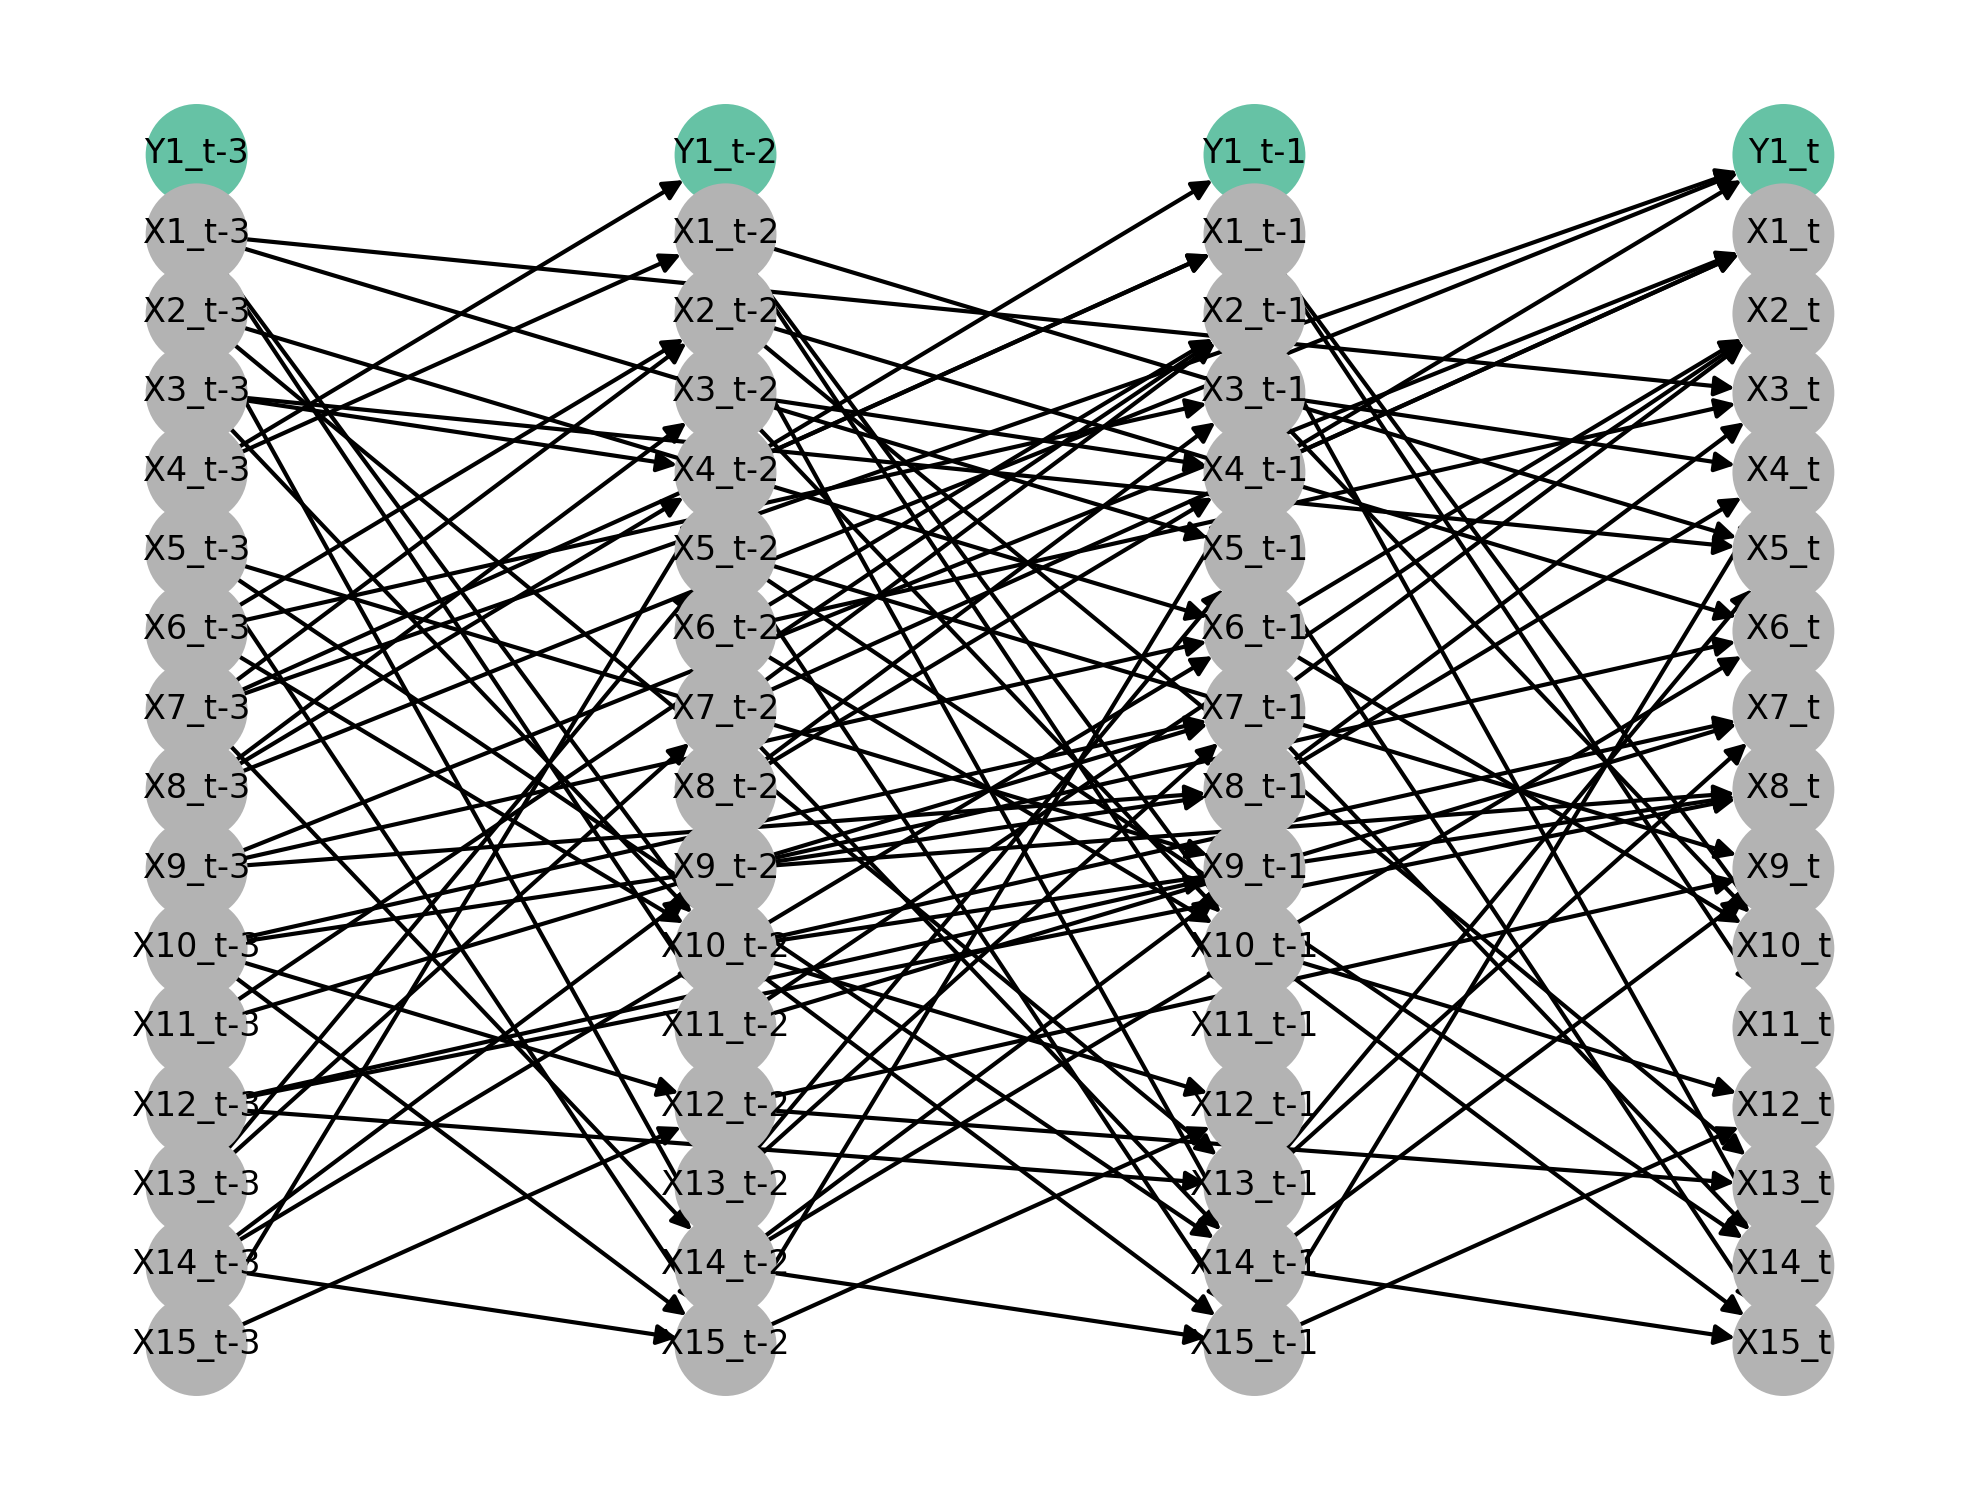 Y1_t-3 Y1_t-2 Y1_t-1 Y1_t
X1_t-3 X1_t-2 X1_t-1 X1_t
X2_t-3 X2_t-2 X2_t-1 X2_t
X3_t-3 X3_t-2 X3_t-1 X3_t
X4_t-3 X4_t-2 X4_t-1 X4_t
X5_t-3 X5_t-2 X5_t-1 X5_t
X6_t-3 X6_t-2 X6_t-1 X6_t
X7_t-3 X7_t-2 X7_t-1 X7_t
X8_t-3 X8_t-2 X8_t-1 X8_t
X9_t-3 X9_t-2 X9_t-1 X9_t
X10_t-3 X10_t-2 X10_t-1 X10_t
X11_t-3 X11_t-2 X11_t-1 X11_t
X12_t-3 X12_t-2 X12_t-1 X12_t
X13_t-3 X13_t-2 X13_t-1 X13_t
X14_t-3 X14_t-2 X14_t-1 X14_t
X15_t-3 X15_t-2 X15_t-1 X15_t